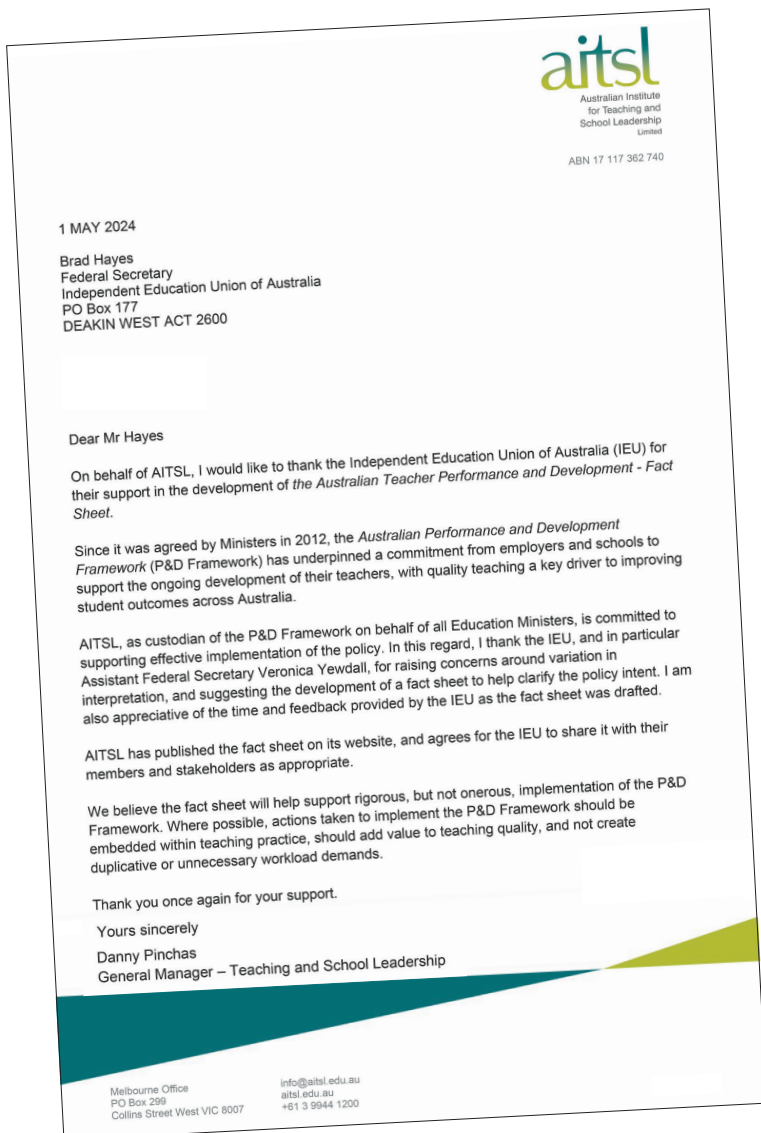 aitsl
Australian Institute
for Teaching and
School Leadership
Limited
ABN 17 117 362 740
1 MAY 2024
Brad Hayes
Federal Secretary
Independent Education Union of Australia
PO Box 177
DEAKIN WEST ACT 2600
Dear Mr Hayes
On behalf of AITSL, I would like to thank the Independent Education Union of Australia (IEU) for
their support in the development of the Australian Teacher Performance and Development - Fact
Sheet.
Since it was agreed by Ministers in 2012, the Australian Performance and Development
Framework (P&D Framework) has underpinned a commitment from employers and schools to
support the ongoing development of their teachers, with quality teaching a key driver to improving
student outcomes across Australia.
AITSL, as custodian of the P&D Framework on behalf of all Education Ministers, is committed to
supporting effective implementation of the policy. In this regard, I thank the IEU, and in particular
Assistant Federal Secretary Veronica Yewdall, for raising concerns around variation in
interpretation, and suggesting the development of a fact sheet to help clarify the policy intent. I am
also appreciative of the time and feedback provided by the IEU as the fact sheet was drafted.
AITSL has published the fact sheet on its website, and agrees for the IEU to share it with their
members and stakeholders as appropriate.
We believe the fact sheet will help support rigorous, but not onerous, implementation of the P&D
Framework. Where possible, actions taken to implement the P&D Framework should be
embedded within teaching practice, should add value to teaching quality, and not create
duplicative or unnecessary workload demands.
Thank you once again for your support.
Yours sincerely
Danny Pinchas
General Manager – Teaching and School Leadership
Melbourne Office
PO Box 299
Collins Street West VIC 8007
info@aitsl.edu.au
aitsl.edu.au
+61 3 9944 1200